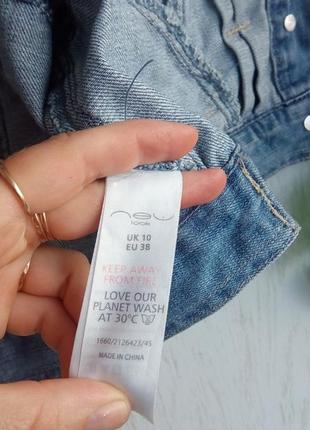 new
look
UK 10
EU 38
KEEP AWAY
FROM FIRE
LOVE OUR
PLANET WASH
AT 30°C
1660/2126423/45
MADE IN CHINA